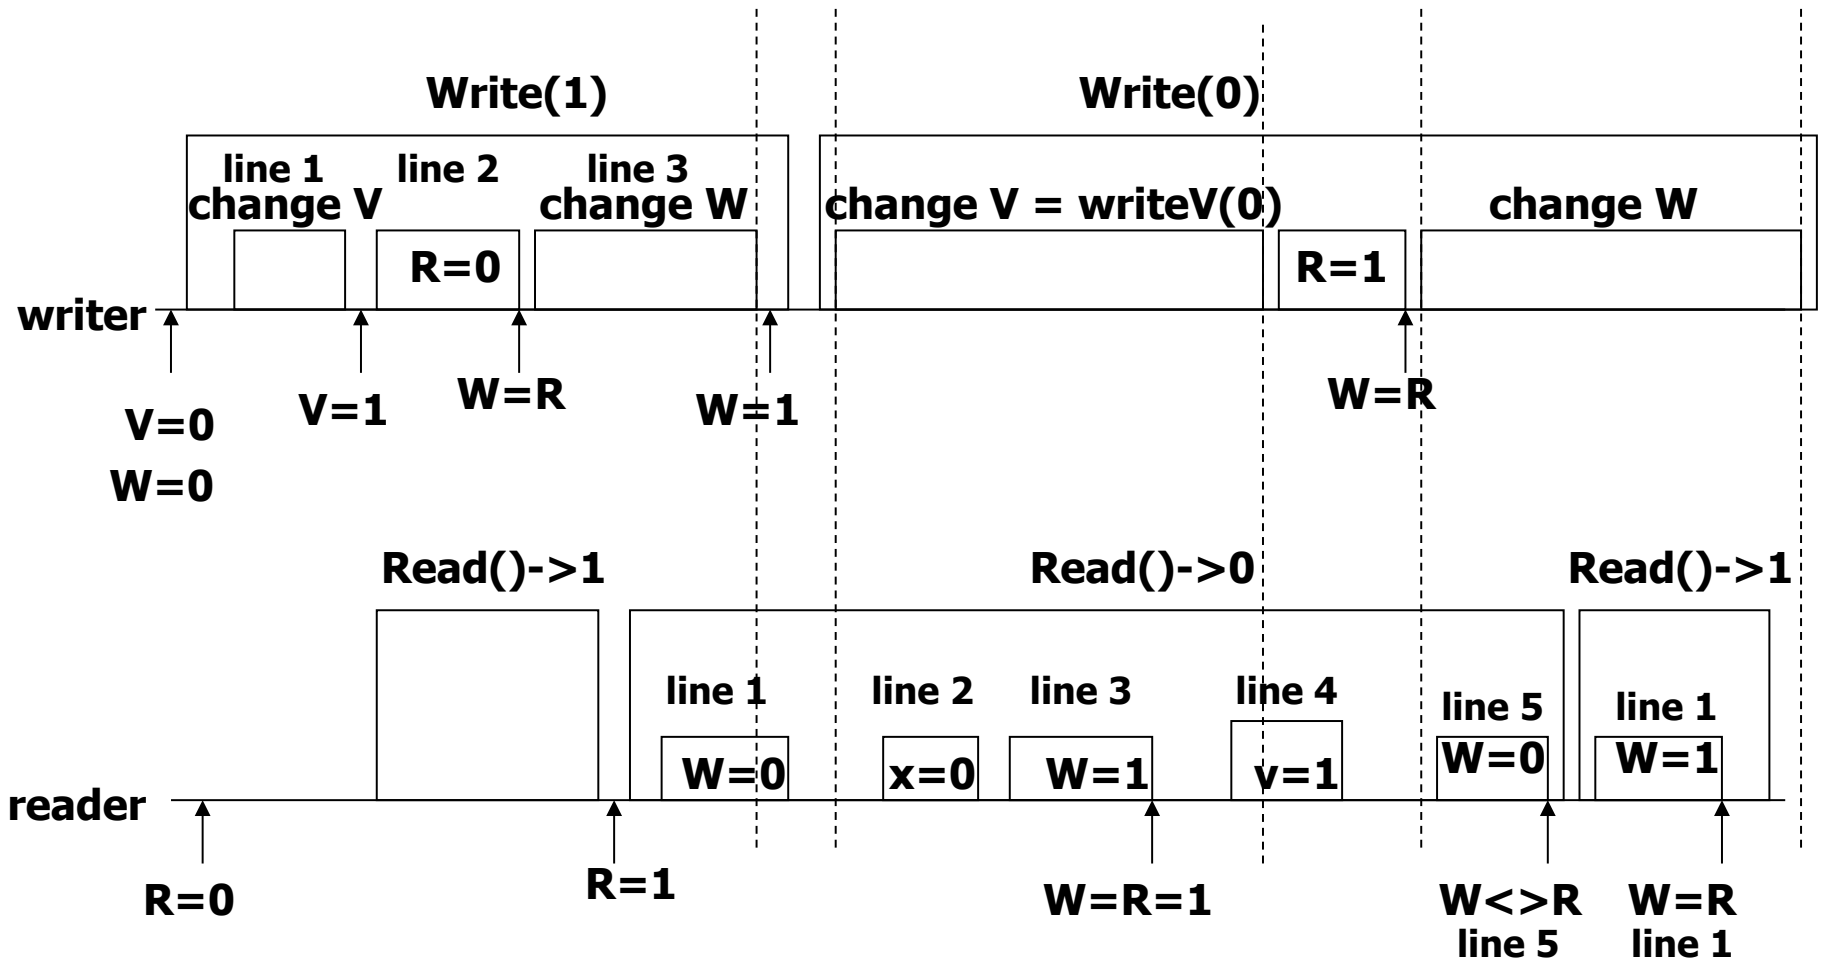 Write(1) Write(0)
line 1 line 2 line 3
change V change W change V = writeV(0) change W
R=0 R=1
writer
V=0 V=1 W=R W=1 W=R
W=0
Read()->1 Read()->0 Read()->1
line 1 line 2 line 3 line 4 line 5 line 1
W=0 x=0 W=1 v=1 W=0 W=1
reader
R=0 R=1 W=R=1 W<>R W=R
line 5 line 1